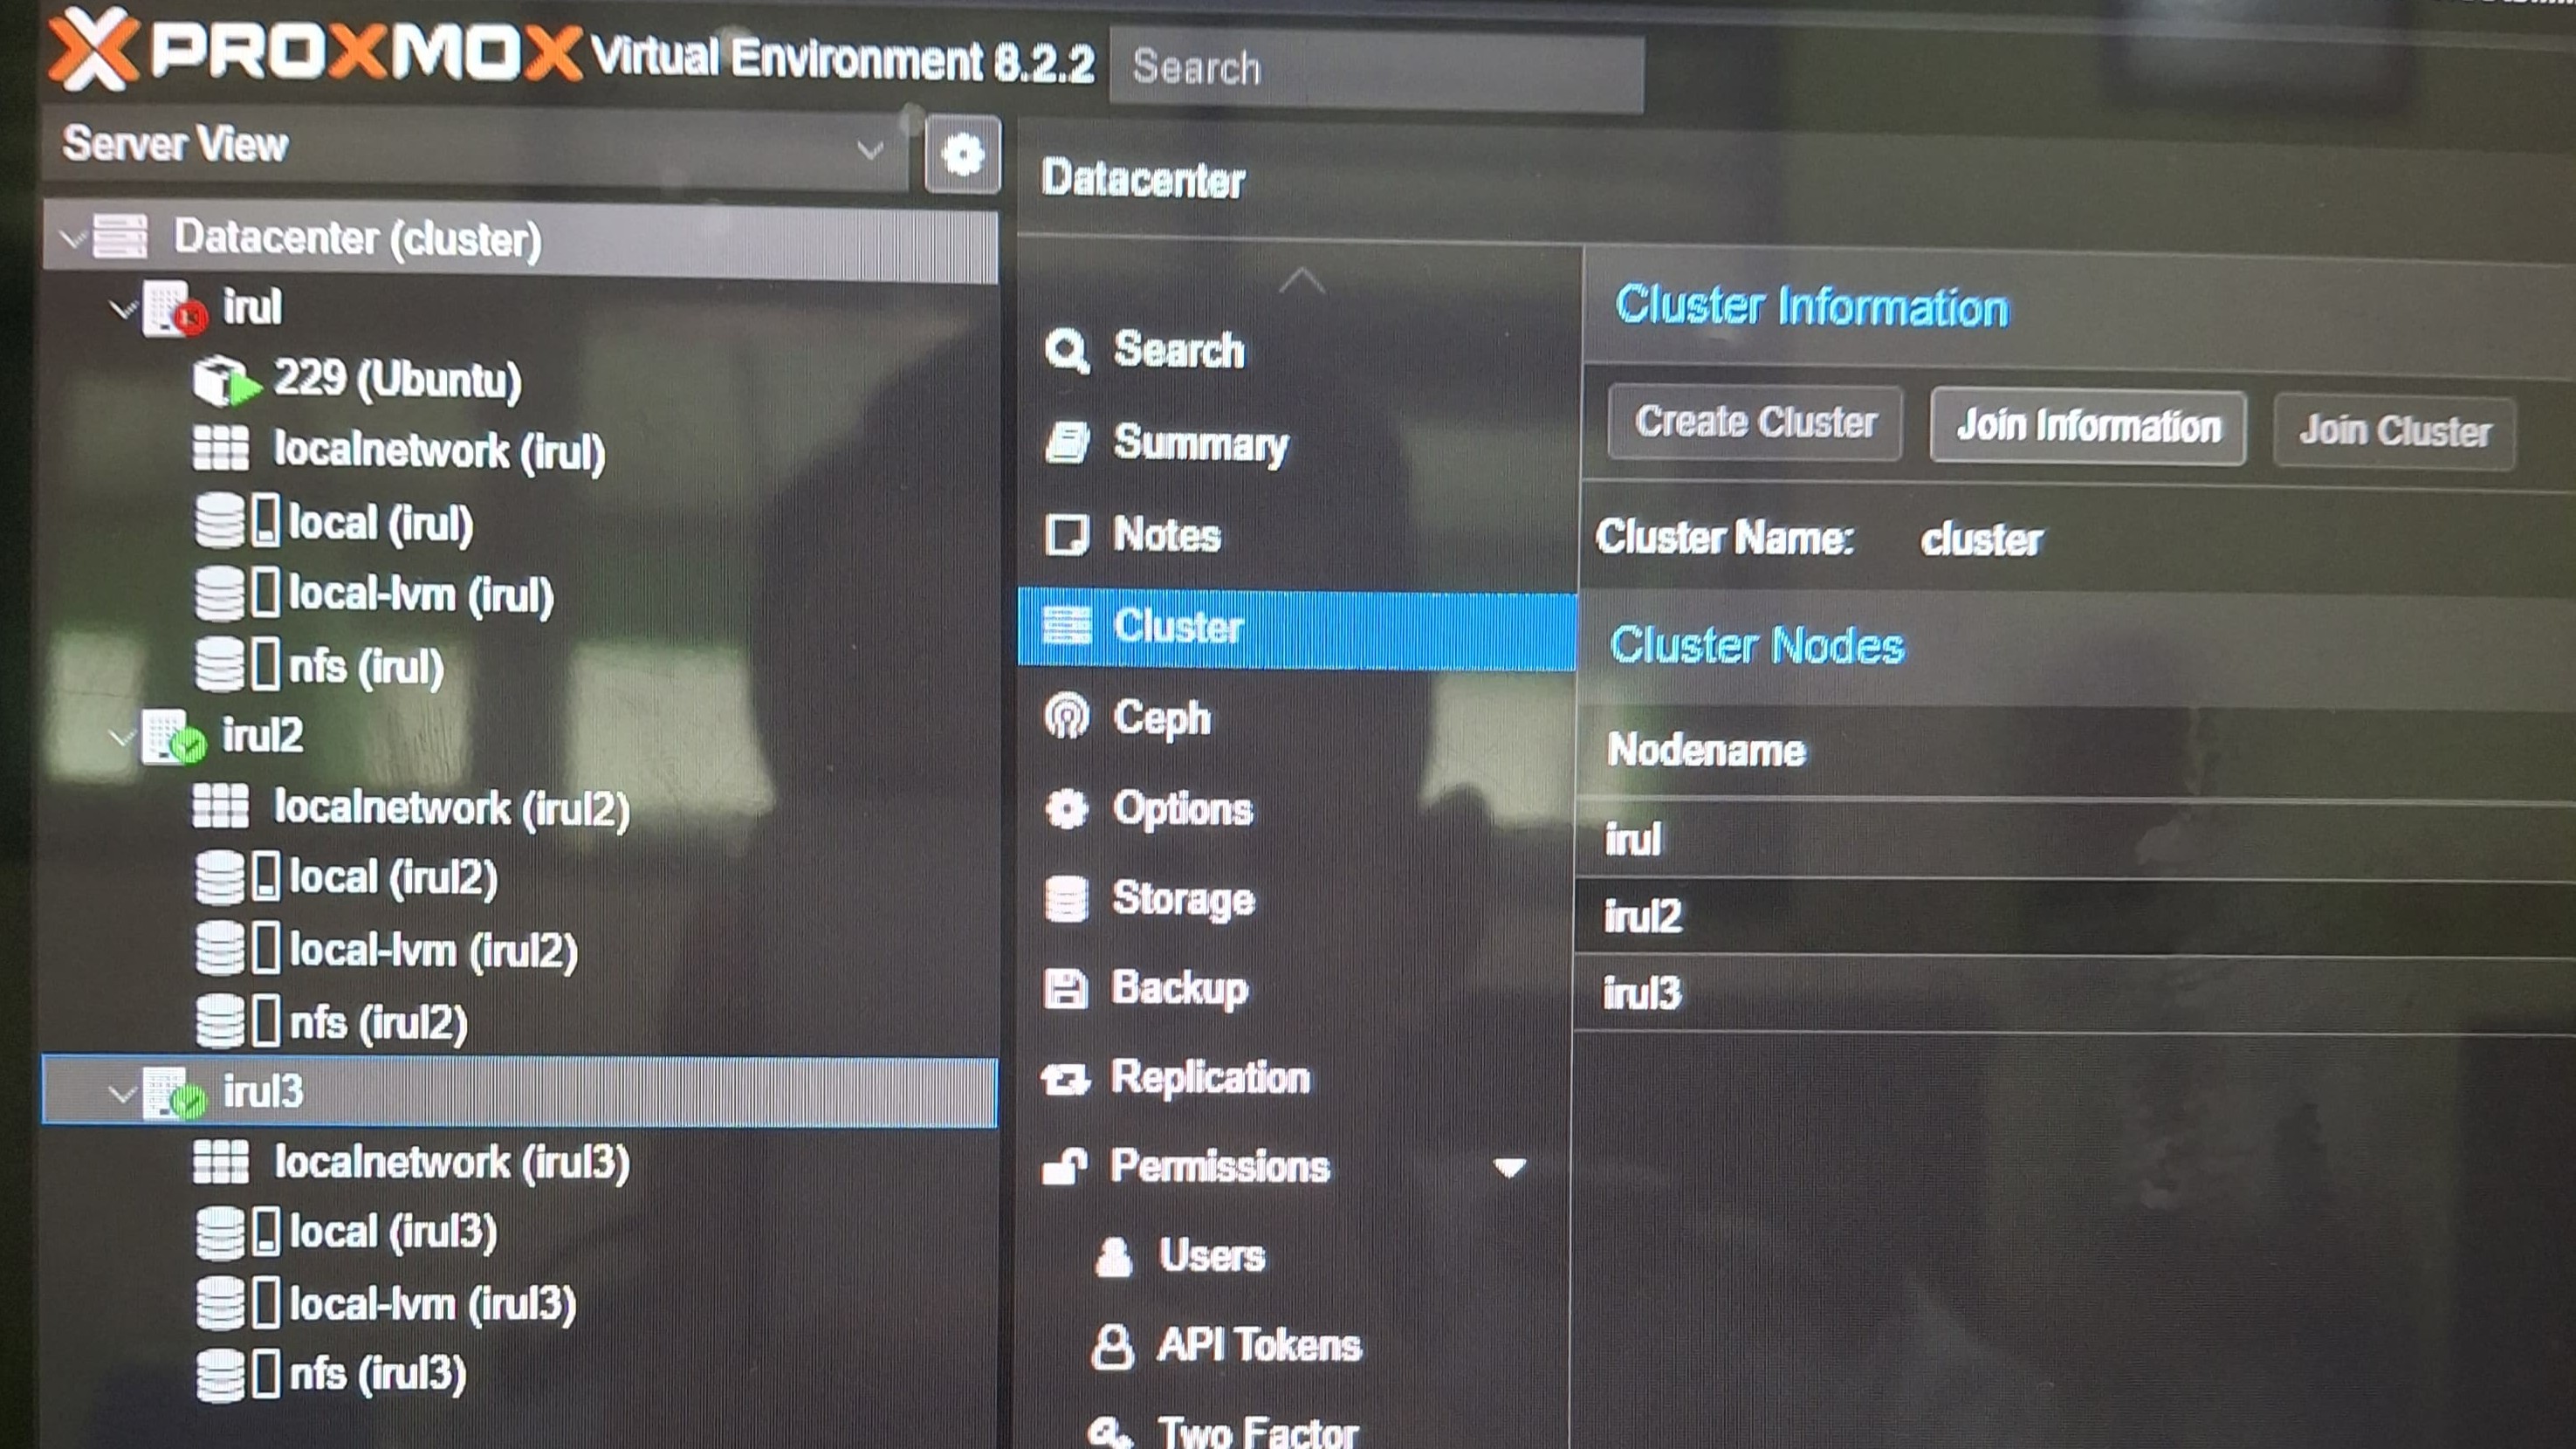 PROXMOX Virtual Environment 8.2.2 Search
Server View
Datacenter (cluster)
irul
229 (Ubuntu)
localnetwork (irul)
local (irul)
local-lvm (irul)
nfs (irul)
irul2
localnetwork (irul2)
local (irul2)
local-lvm (irul2)
nfs (irul2)
irul3
localnetwork (irul3)
local (irul3)
local-lvm (irul3)
nfs (irul3)
Datacenter
Search
Summary
Notes
Cluster
Ceph
Options
Storage
Backup
Replication
Permissions
Users
API Tokens
Two Factor
Cluster Information
Create Cluster Join Information Join Cluster
Cluster Name: cluster
Cluster Nodes
Nodename
irul
irul2
irul3